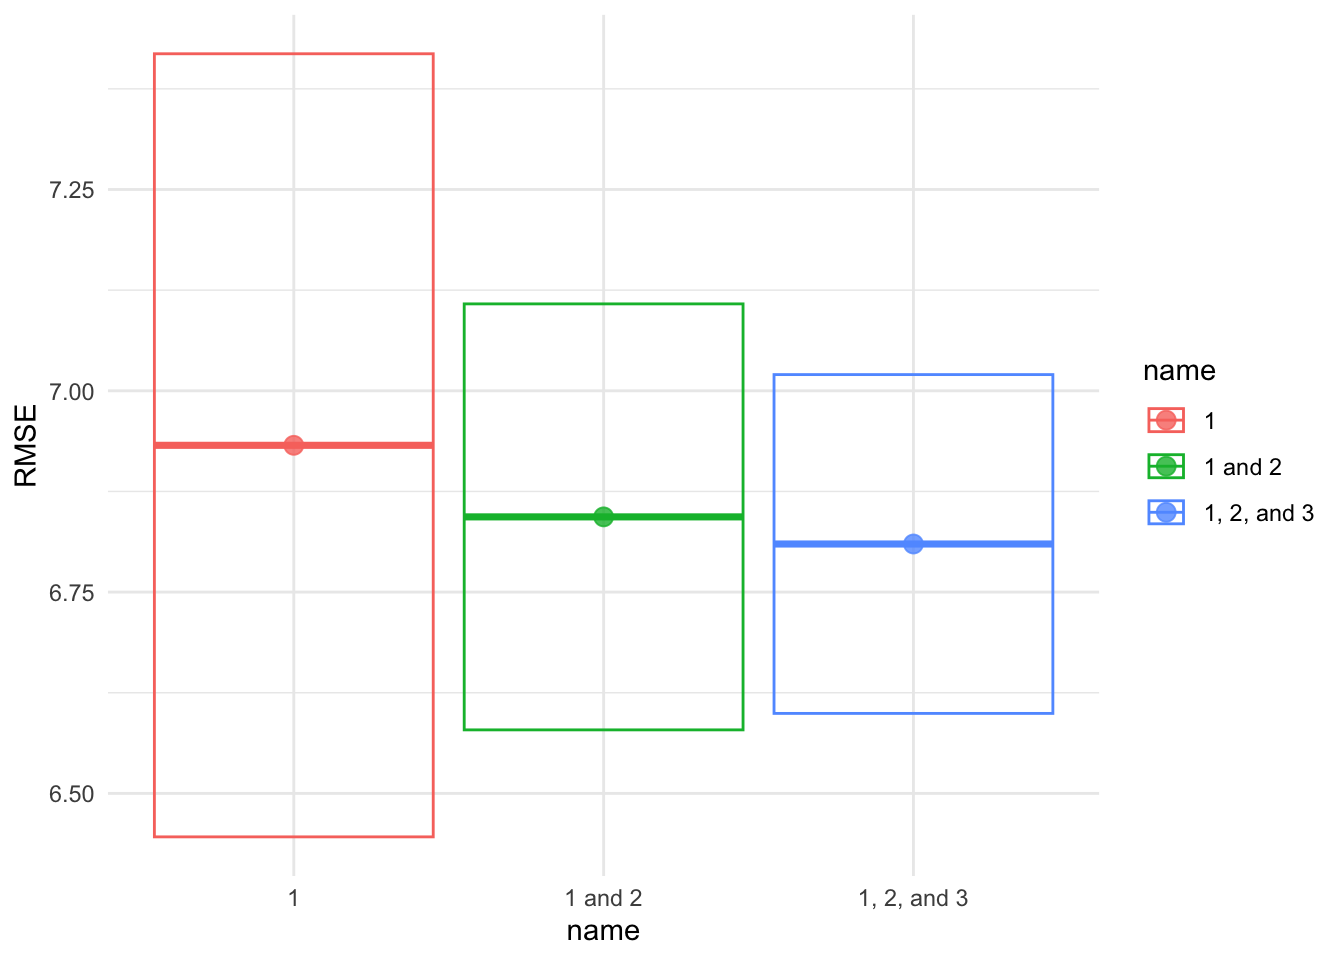 RMSE
7.25
7.00
6.75
6.50
1
1 and 2
1, 2, and 3
name
name
1
1 and 2
1, 2, and 3